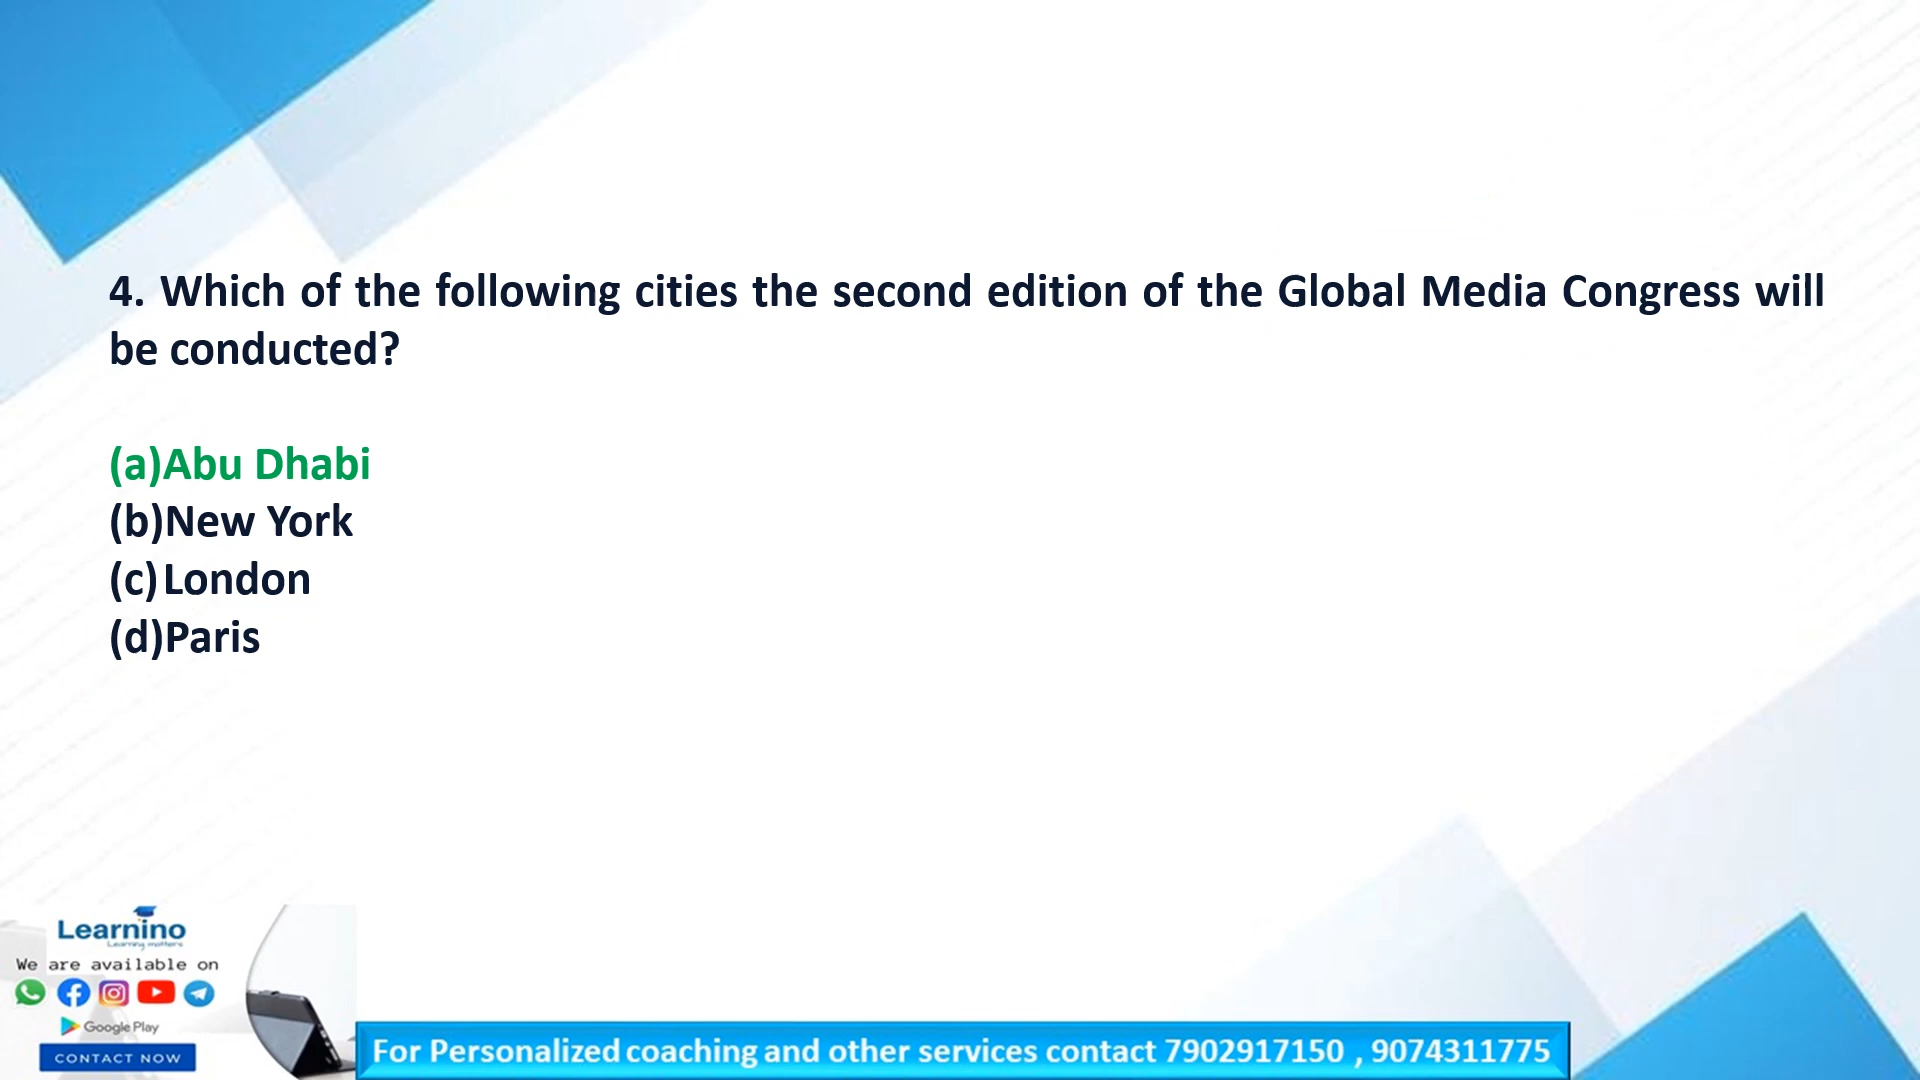 4. Which of the following cities the second edition of the Global Media Congress will
be conducted?
(a)Abu Dhabi
(b)New York
(c) London
(d)Paris
Learnino
Learning matters
We are available on
Google Play
CONTACT NOW
For Personalized coaching and other services contact 7902917150 , 9074311775